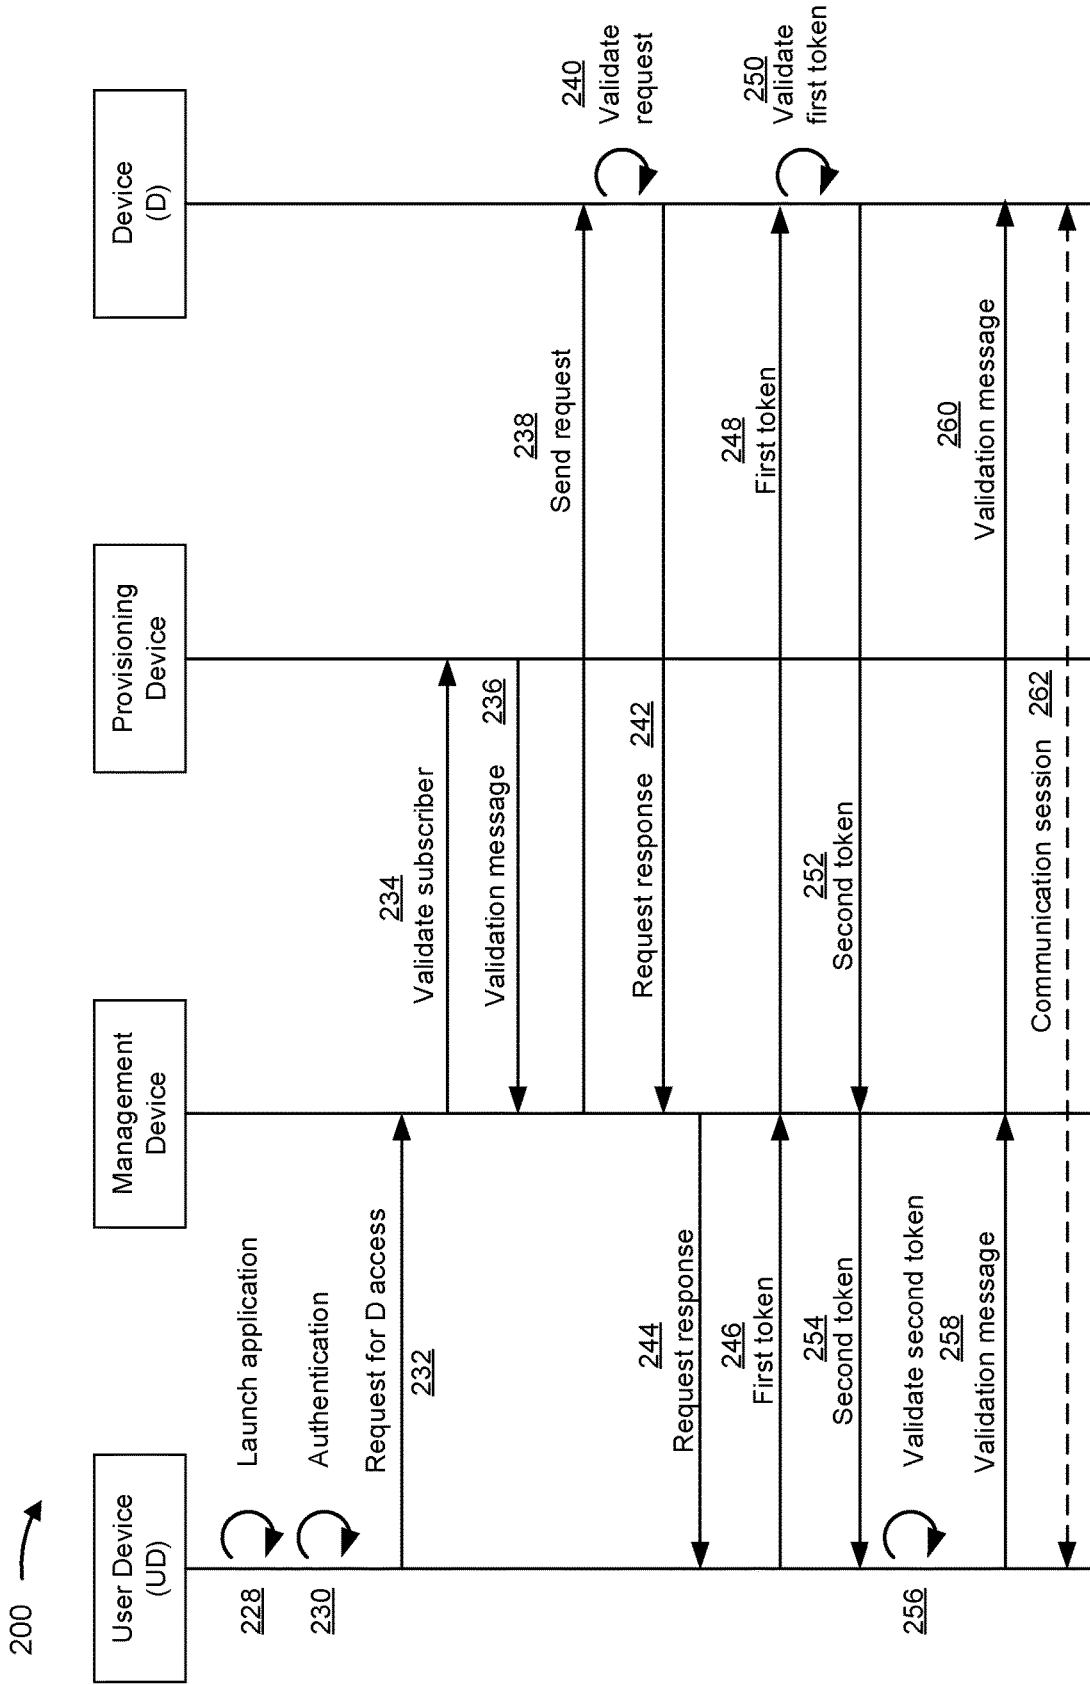 200
User Device
(UD)
Management
Device
Provisioning
Device
Device
(D)
228
Launch application
230
Authentication
Request for D access
232
234
Validate subscriber
Validation message
236
238
Send request
240
Validate
request
Request response
242
244
Request response
246
First token
248
First token
250
Validate
first token
252
Second token
254
Second token
256
Validate second token
258
Validation message
260
Validation message
Communication session
262